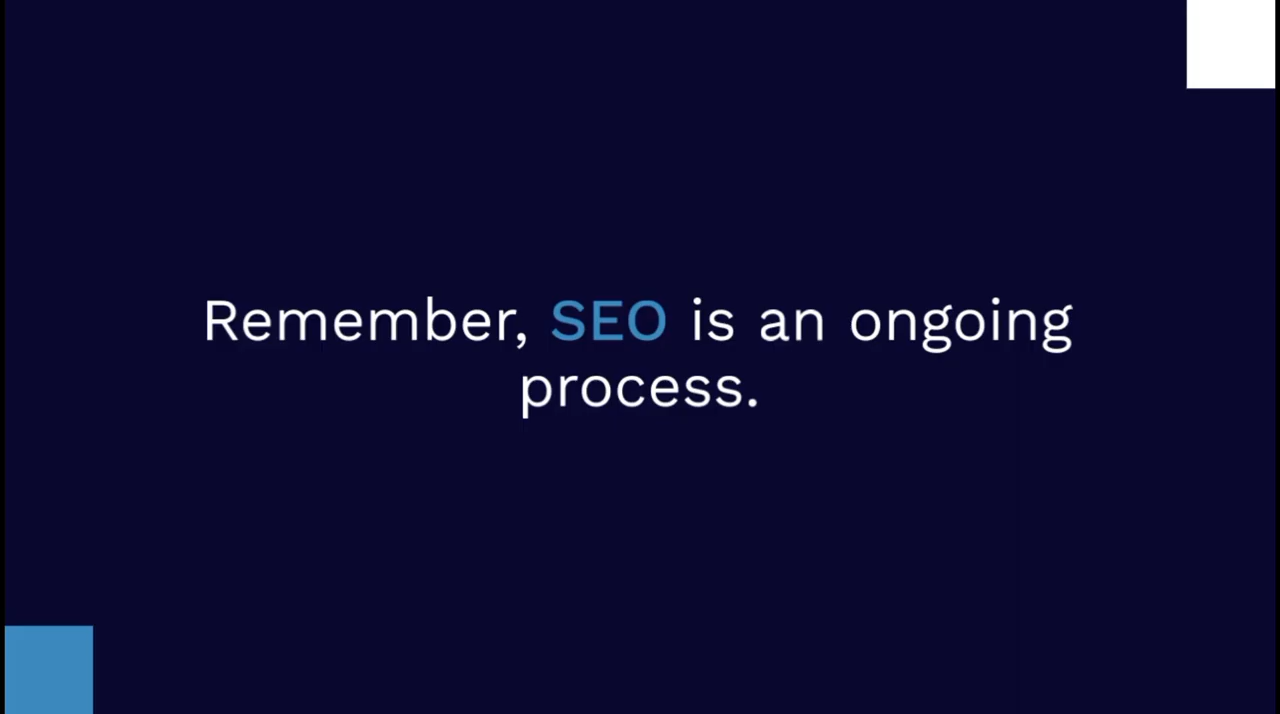 Remember, SEO is an ongoing
process.